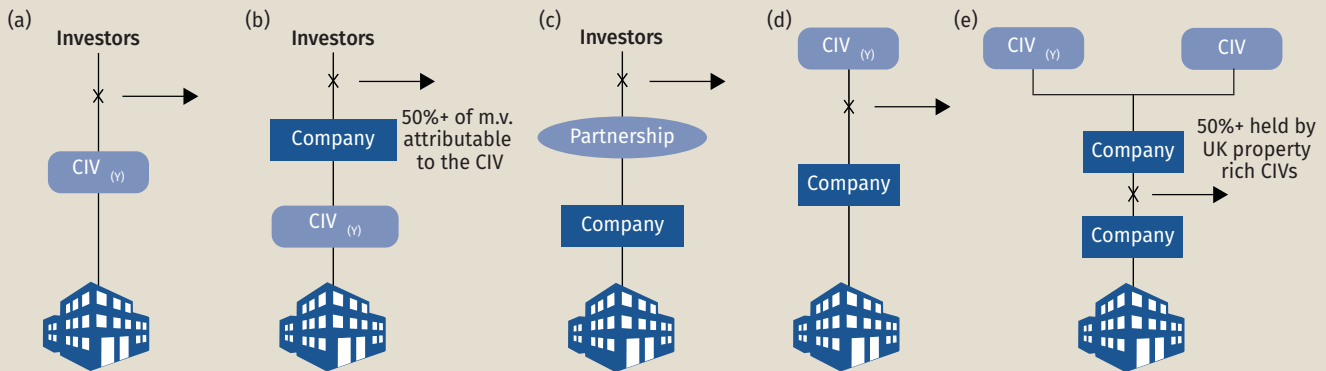 (a)
Investors
CIV (Y)
(b)
Investors
50%+ of m.v.
attributable
to the CIV
Company
CIV (Y)
(c)
Investors
Partnership
Company
(d)
CIV (Y)
Company
(e)
CIV (Y)
CIV
50%+ held by
UK property
rich CIVs
Company
Company